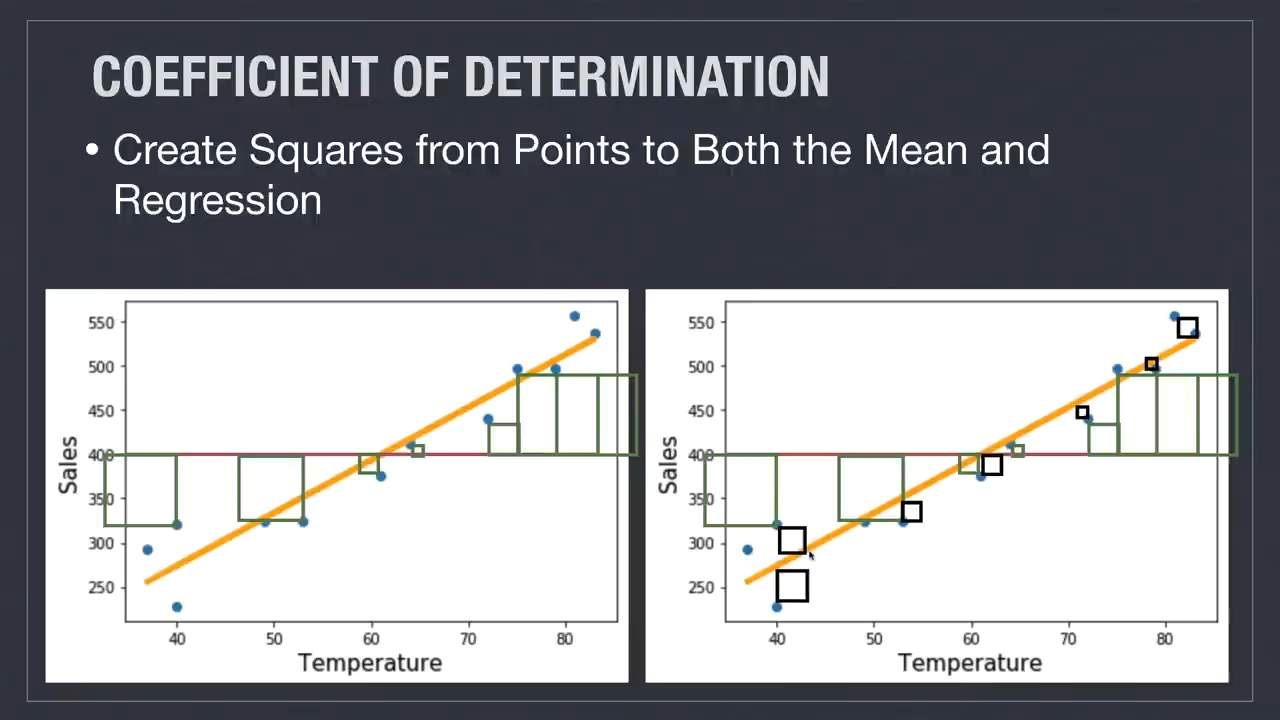 COEFFICIENT OF DETERMINATION
• Create Squares from Points to Both the Mean and
Regression
550
500
450
400
350
300
250
Sales
40 50 60 70 80
Temperature
550
500
450
400
350
300
250
Sales
40 50 60 70 80
Temperature